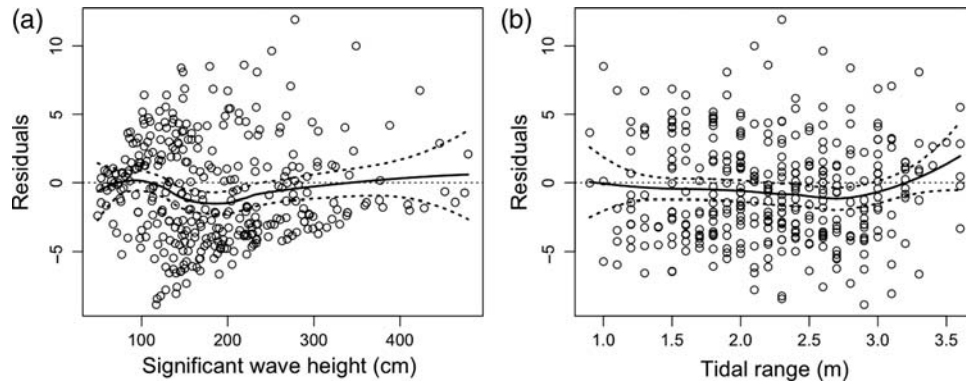 (a)
Residuals
10
5
0
−5
100 200 300 400
Significant wave height (cm)
(b)
Residuals
10
5
0
−5
1.0 1.5 2.0 2.5 3.0 3.5
Tidal range (m)